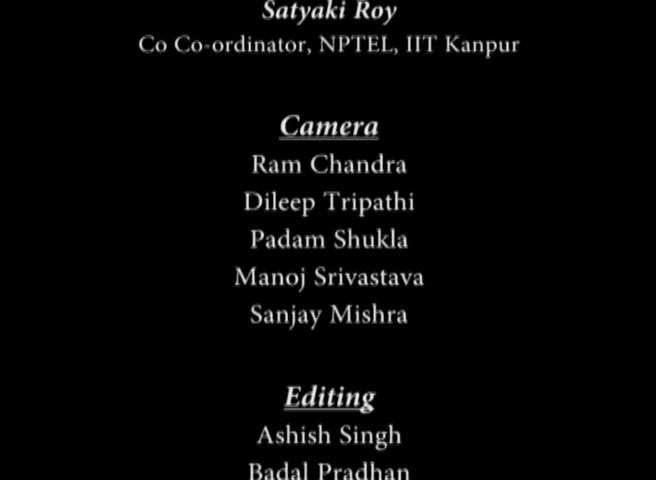 Satyaki Roy
Co Co-ordinator, NPTEL, IIT Kanpur
Camera
Ram Chandra
Dileep Tripathi
Padam Shukla
Manoj Srivastava
Sanjay Mishra
Editing
Ashish Singh
Badal Pradhan